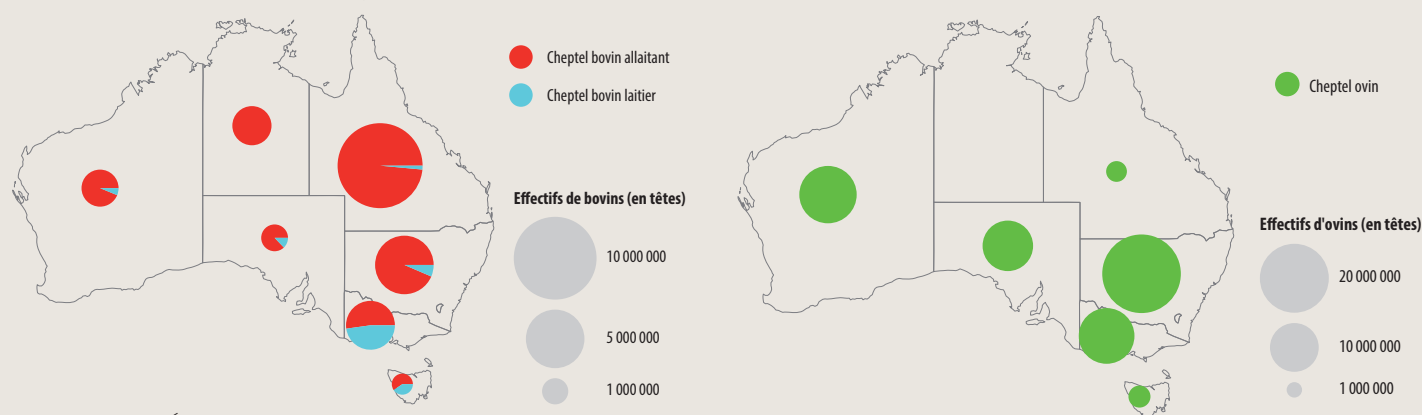 Cheptel bovin allaitant
Cheptel bovin laitier
Effectifs de bovins (en têtes)
10 000 000
5 000 000
1 000 000
Cheptel ovin
Effectifs d'ovins (en têtes)
20 000 000
10 000 000
1 000 000